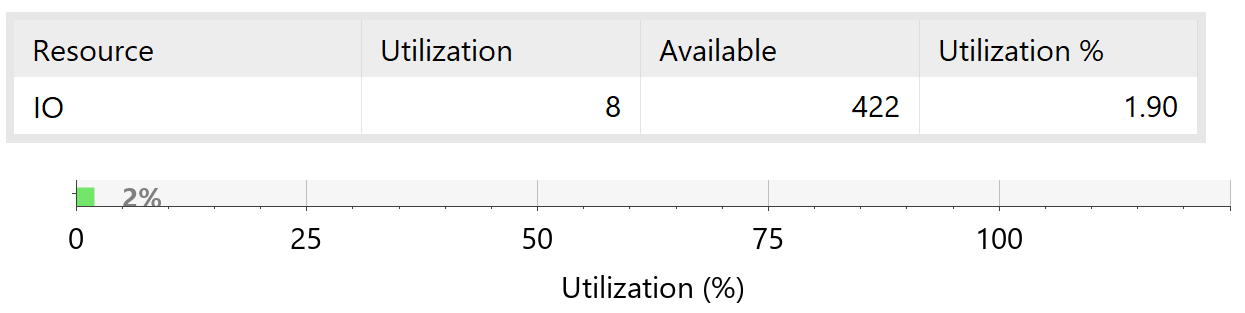 Resource Utilization Available Utilization %
IO 8 422 1.90
2%
0 25 50 75 100
Utilization (%)